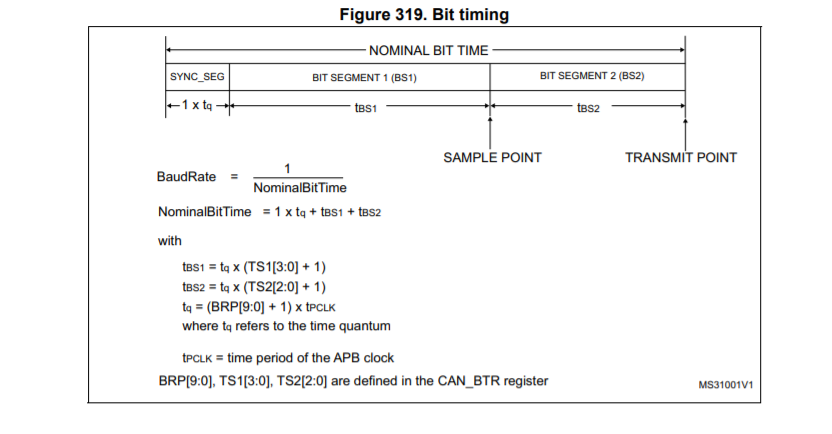 Figure 319. Bit timing
NOMINAL BIT TIME
SYNC_SEG
BIT SEGMENT 1 (BS1)
BIT SEGMENT 2 (BS2)
1 x tq
tBS1
tBS2
SAMPLE POINT
TRANSMIT POINT
BaudRate = 1
NominalBitTime
NominalBitTime = 1 x tq + tBS1 + tBS2
with
tBS1 = tq x (TS1[3:0] + 1)
tBS2 = tq x (TS2[2:0] + 1)
tq = (BRP[9:0] + 1) x tPCLK
where tq refers to the time quantum
tPCLK = time period of the APB clock
BRP[9:0], TS1[3:0], TS2[2:0] are defined in the CAN_BTR register
MS31001V1